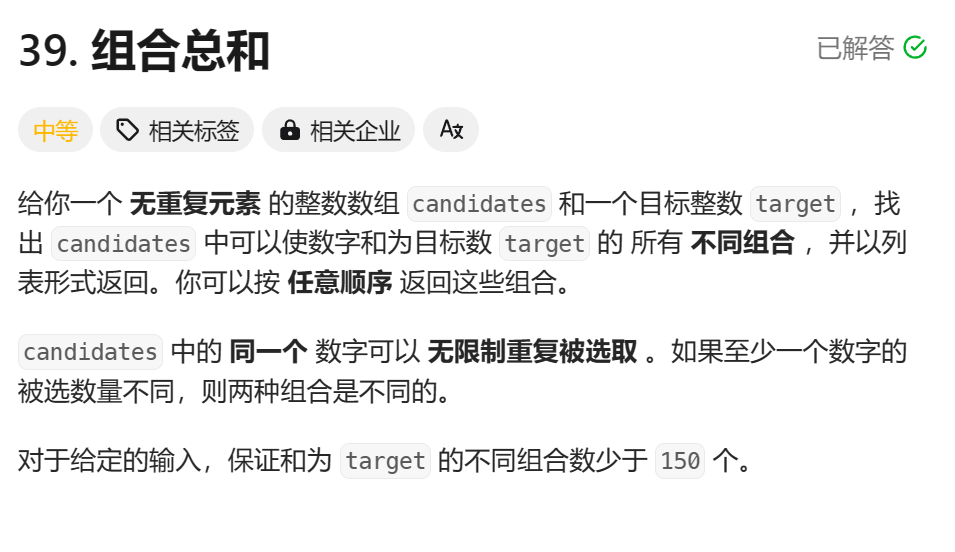 39. 组合总和
已解答
中等 相关标签 相关企业
给你一个 无重复元素 的整数数组 candidates 和一个目标整数 target ，找
出 candidates 中可以使数字和为目标数 target 的 所有 不同组合 ，并以列
表形式返回。你可以按 任意顺序 返回这些组合。
candidates 中的 同一个 数字可以 无限制重复被选取 。如果至少一个数字的
被选数量不同，则两种组合是不同的。
对于给定的输入，保证和为 target 的不同组合数少于 150 个。